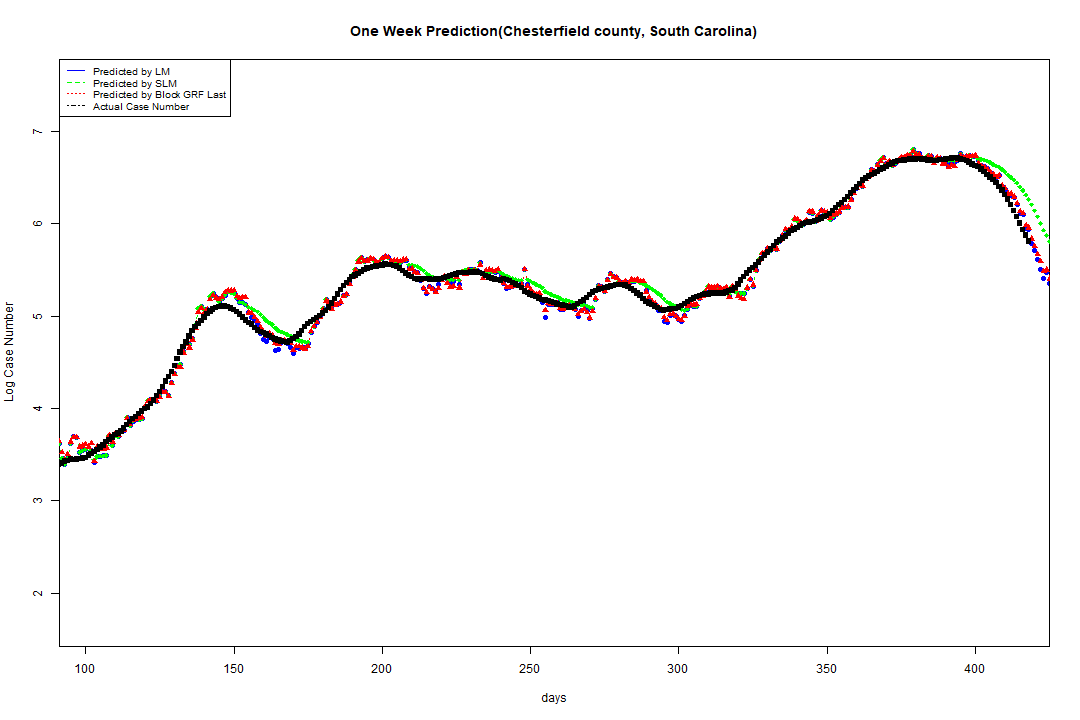 One Week Prediction(Chesterfield county, South Carolina)
Predicted by LM
Predicted by SLM
Predicted by Block GRF Last
Actual Case Number
7
6
5
4
3
2
Log Case Number
100 150 200 250 300 350 400
days